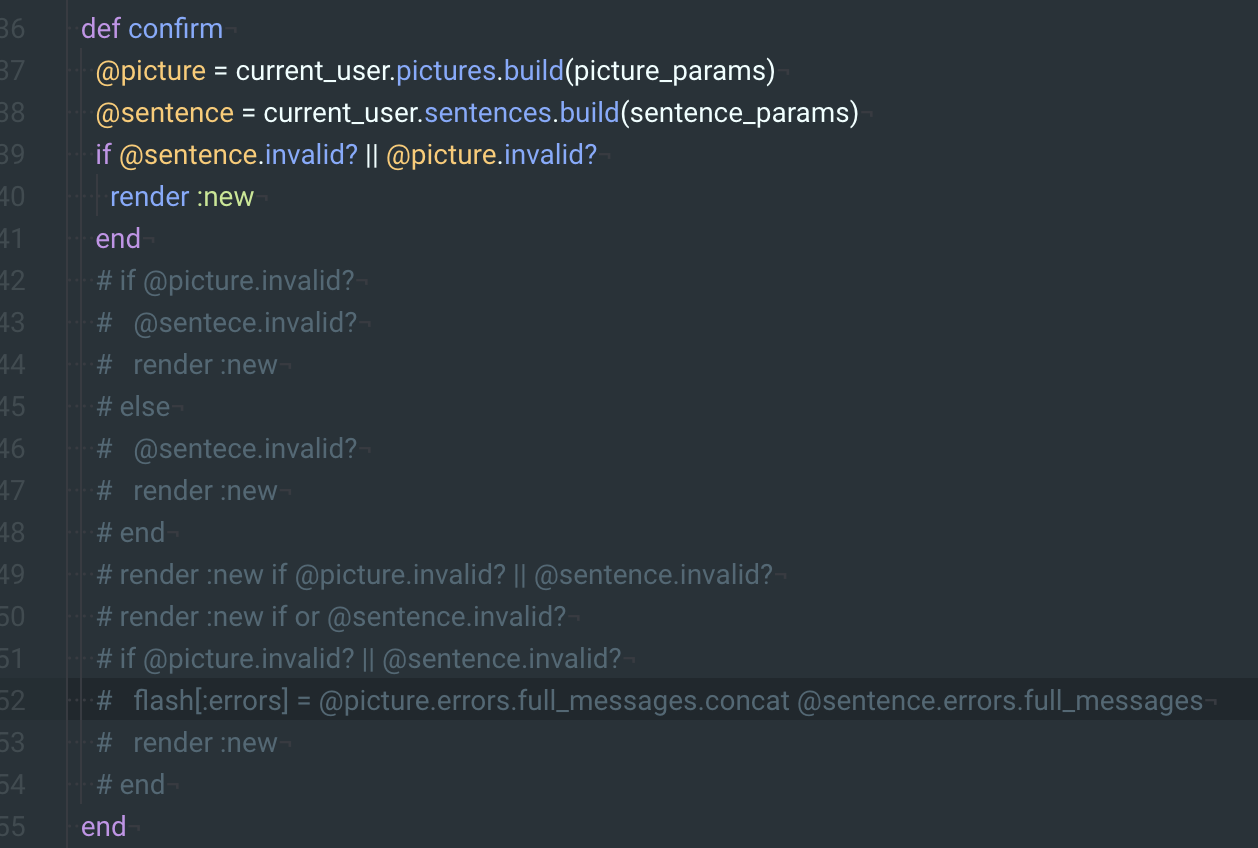 36 def confirm
37 @picture = current_user.pictures.build(picture_params)
38 @sentence = current_user.sentences.build(sentence_params)
39 if @sentence.invalid? || @picture.invalid?
40 render :new
41 end
42 # if @picture.invalid?
43 #   @sentece.invalid?
44 #   render :new
45 # else
46 #   @sentece.invalid?
47 #   render :new
48 # end
49 # render :new if @picture.invalid? || @sentence.invalid?
50 # render :new if or @sentence.invalid?
51 # if @picture.invalid? || @sentence.invalid?
52 #   flash[:errors] = @picture.errors.full_messages.concat @sentence.errors.full_messages
53 #   render :new
54 # end
55 end